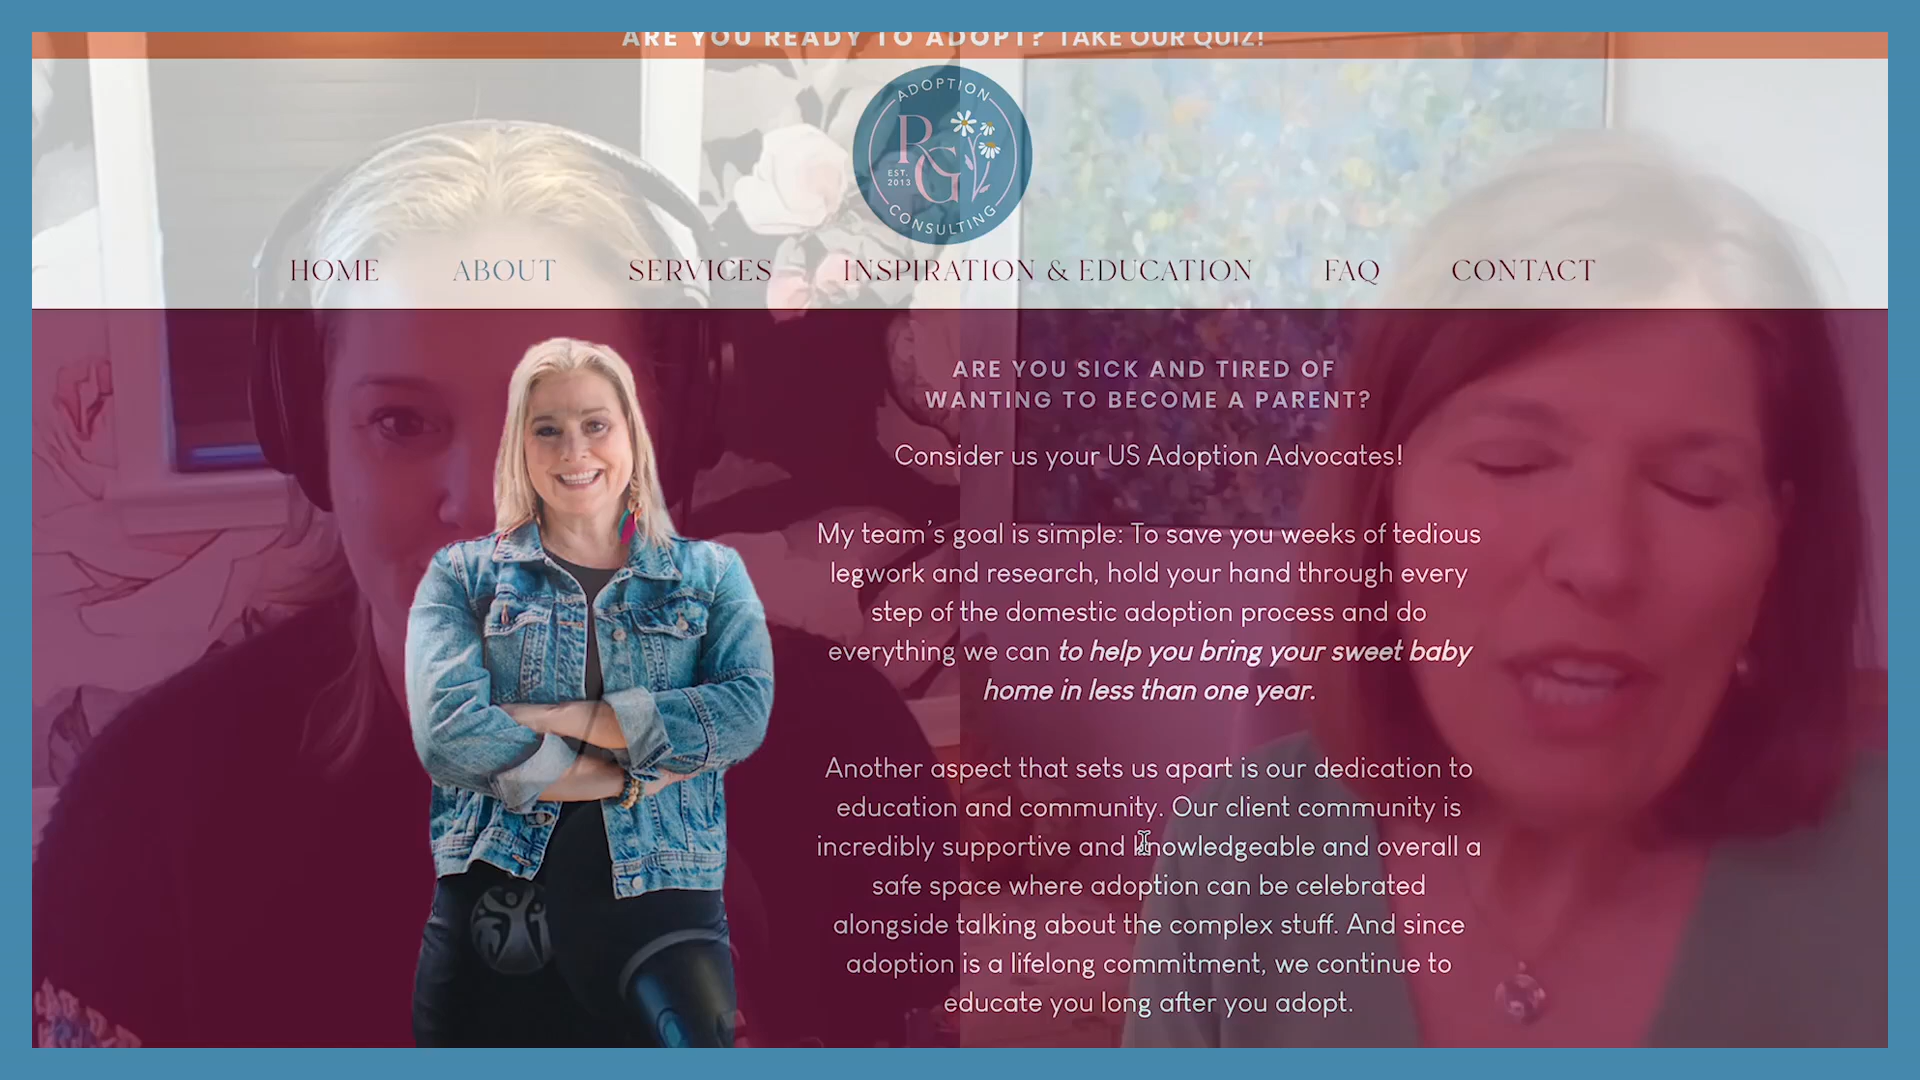 ARE YOU READY TO ADOPT? TAKE OUR QUIZ!
ADOPTION
RG
EST.
2013
CONSULTING
HOME ABOUT SERVICES INSPIRATION & EDUCATION FAQ CONTACT
ARE YOU SICK AND TIRED OF
WANTING TO BECOME A PARENT?
Consider us your US Adoption Advocates!
My team's goal is simple: To save you weeks of tedious
legwork and research, hold your hand through every
step of the domestic adoption process and do
everything we can to help you bring your sweet baby
home in less than one year.
Another aspect that sets us apart is our dedication to
education and community. Our client community is
incredibly supportive and knowledgeable and overall a
safe space where adoption can be celebrated
alongside talking about the complex stuff. And since
adoption is a lifelong commitment, we continue to
educate you long after you adopt.